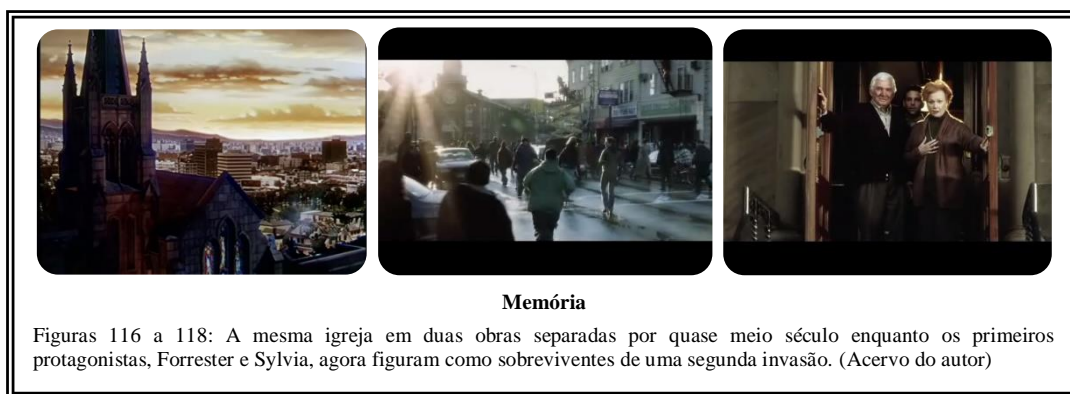 Memória
Figuras 116 a 118: A mesma igreja em duas obras separadas por quase meio século enquanto os primeiros
protagonistas, Forrester e Sylvia, agora figuram como sobreviventes de uma segunda invasão. (Acervo do autor)